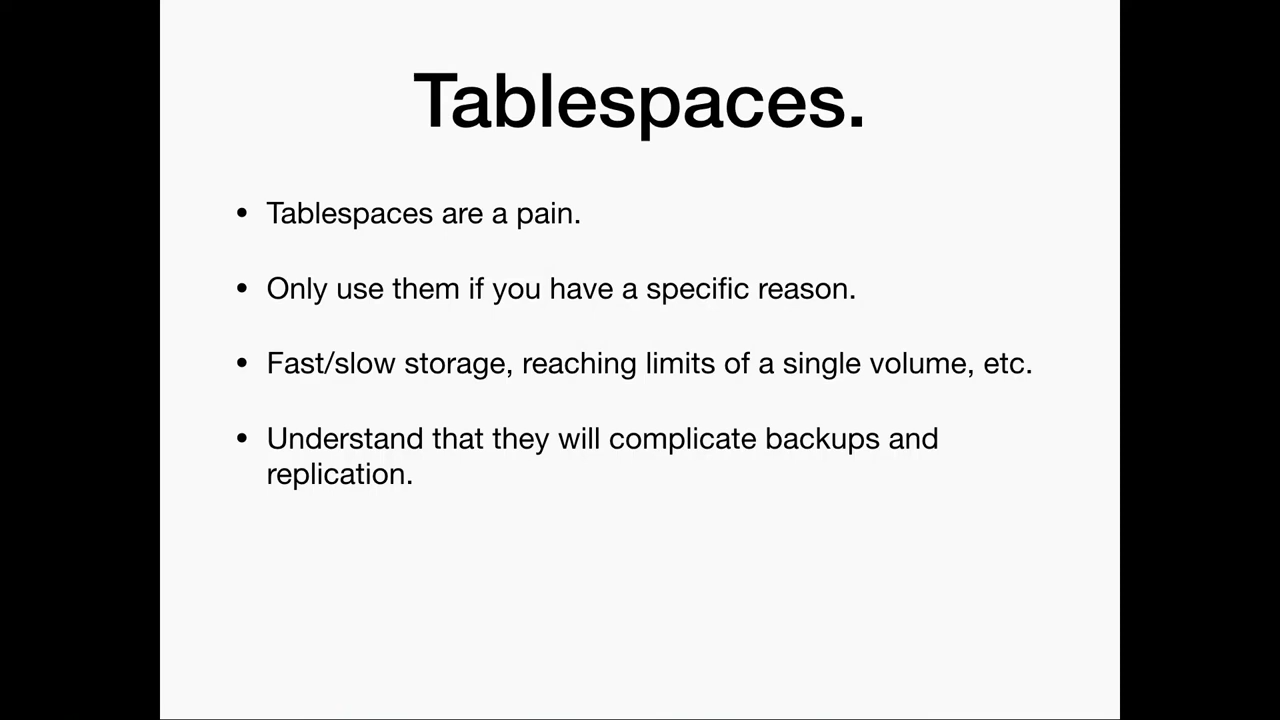 Tablespaces.
• Tablespaces are a pain.
• Only use them if you have a specific reason.
• Fast/slow storage, reaching limits of a single volume, etc.
• Understand that they will complicate backups and
replication.